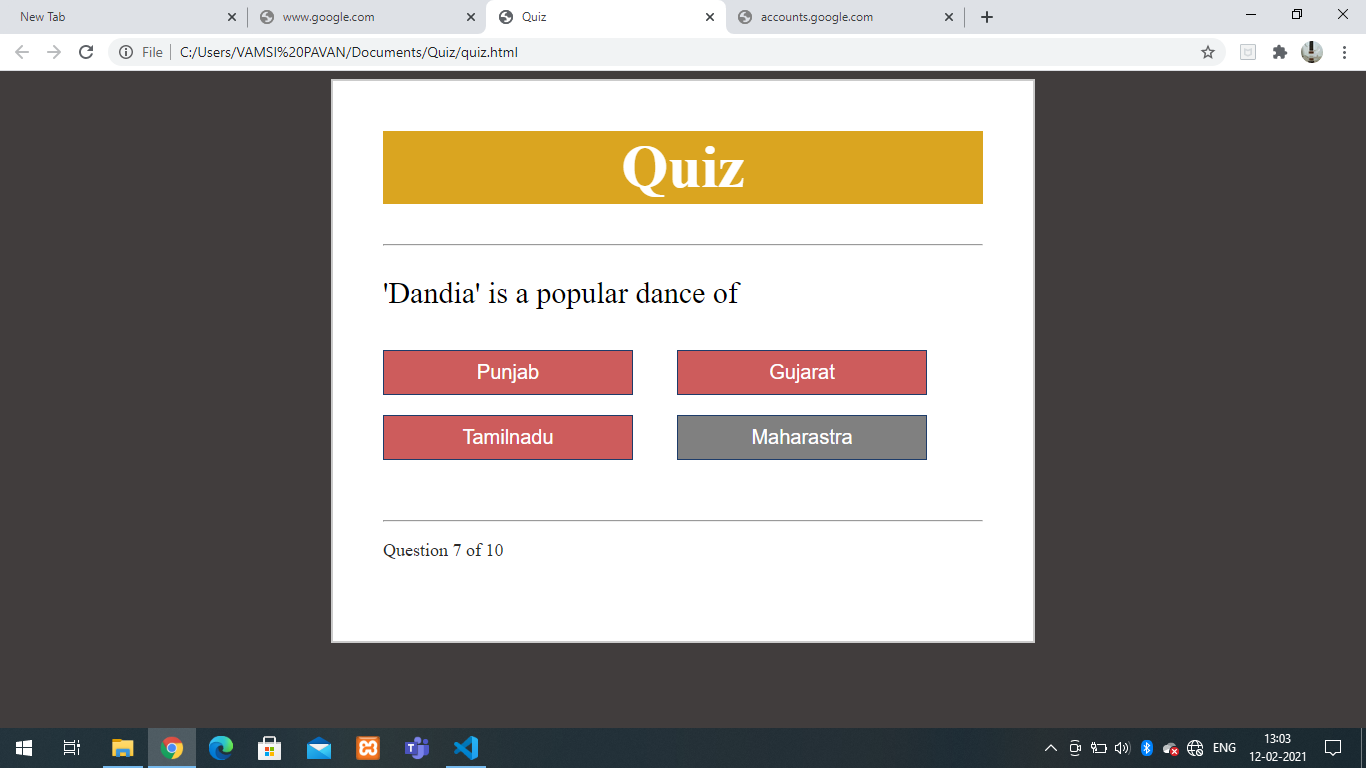 New Tab
www.google.com
Quiz
accounts.google.com
File
C:/Users/VAMSI%20PAVAN/Documents/Quiz/quiz.html
Quiz
'Dandia' is a popular dance of
Punjab
Gujarat
Tamilnadu
Maharastra
Question 7 of 10
ENG
13:03
12-02-2021